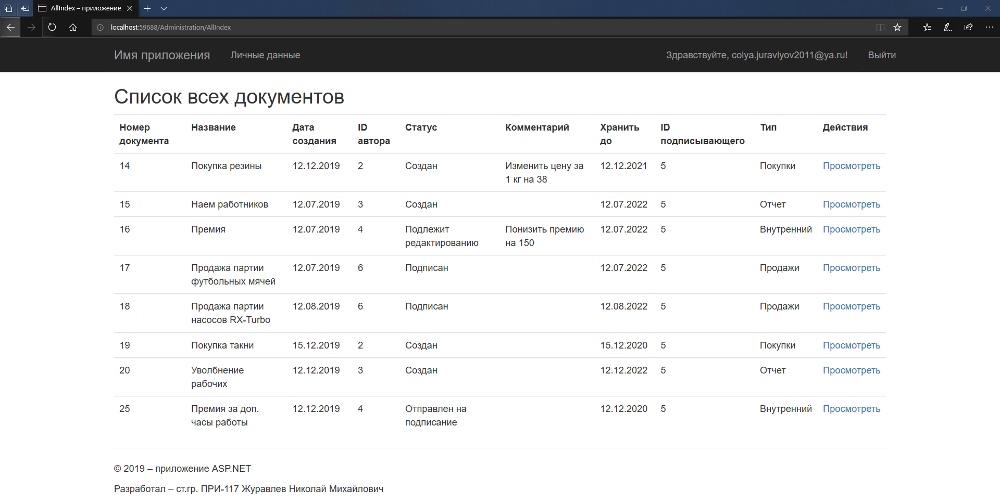 AllIndex – приложение
localhost:59688/Administration/AllIndex
Имя приложения Личные данные Здравствуйте, colya.juravlyov2011@ya.ru! Выйти
Список всех документов
Номер документа Название Дата создания ID автора Статус Комментарий Хранить до ID подписывающего Тип Действия
14 Покупка резины 12.12.2019 2 Создан Изменить цену за 1 кг на 38 12.12.2021 5 Покупки Просмотреть
15 Наем работников 12.07.2019 3 Создан 12.07.2022 5 Отчет Просмотреть
16 Премия 12.07.2019 4 Подлежит редактированию Понизить премию на 150 12.07.2022 5 Внутренний Просмотреть
17 Продажа партии футбольных мячей 12.07.2019 6 Подписан 12.07.2022 5 Продажи Просмотреть
18 Продажа партии насосов RX-Turbo 12.08.2019 6 Подписан 12.08.2022 5 Продажи Просмотреть
19 Покупка такни 15.12.2019 2 Создан 15.12.2020 5 Покупки Просмотреть
20 Уволбнение рабочих 12.12.2019 3 Создан 12.12.2022 5 Отчет Просмотреть
25 Премия за доп. часы работы 12.12.2019 4 Отправлен на подписание 12.12.2020 5 Внутренний Просмотреть
© 2019 – приложение ASP.NET
Разработал – ст.гр. ПРИ-117 Журавлев Николай Михайлович